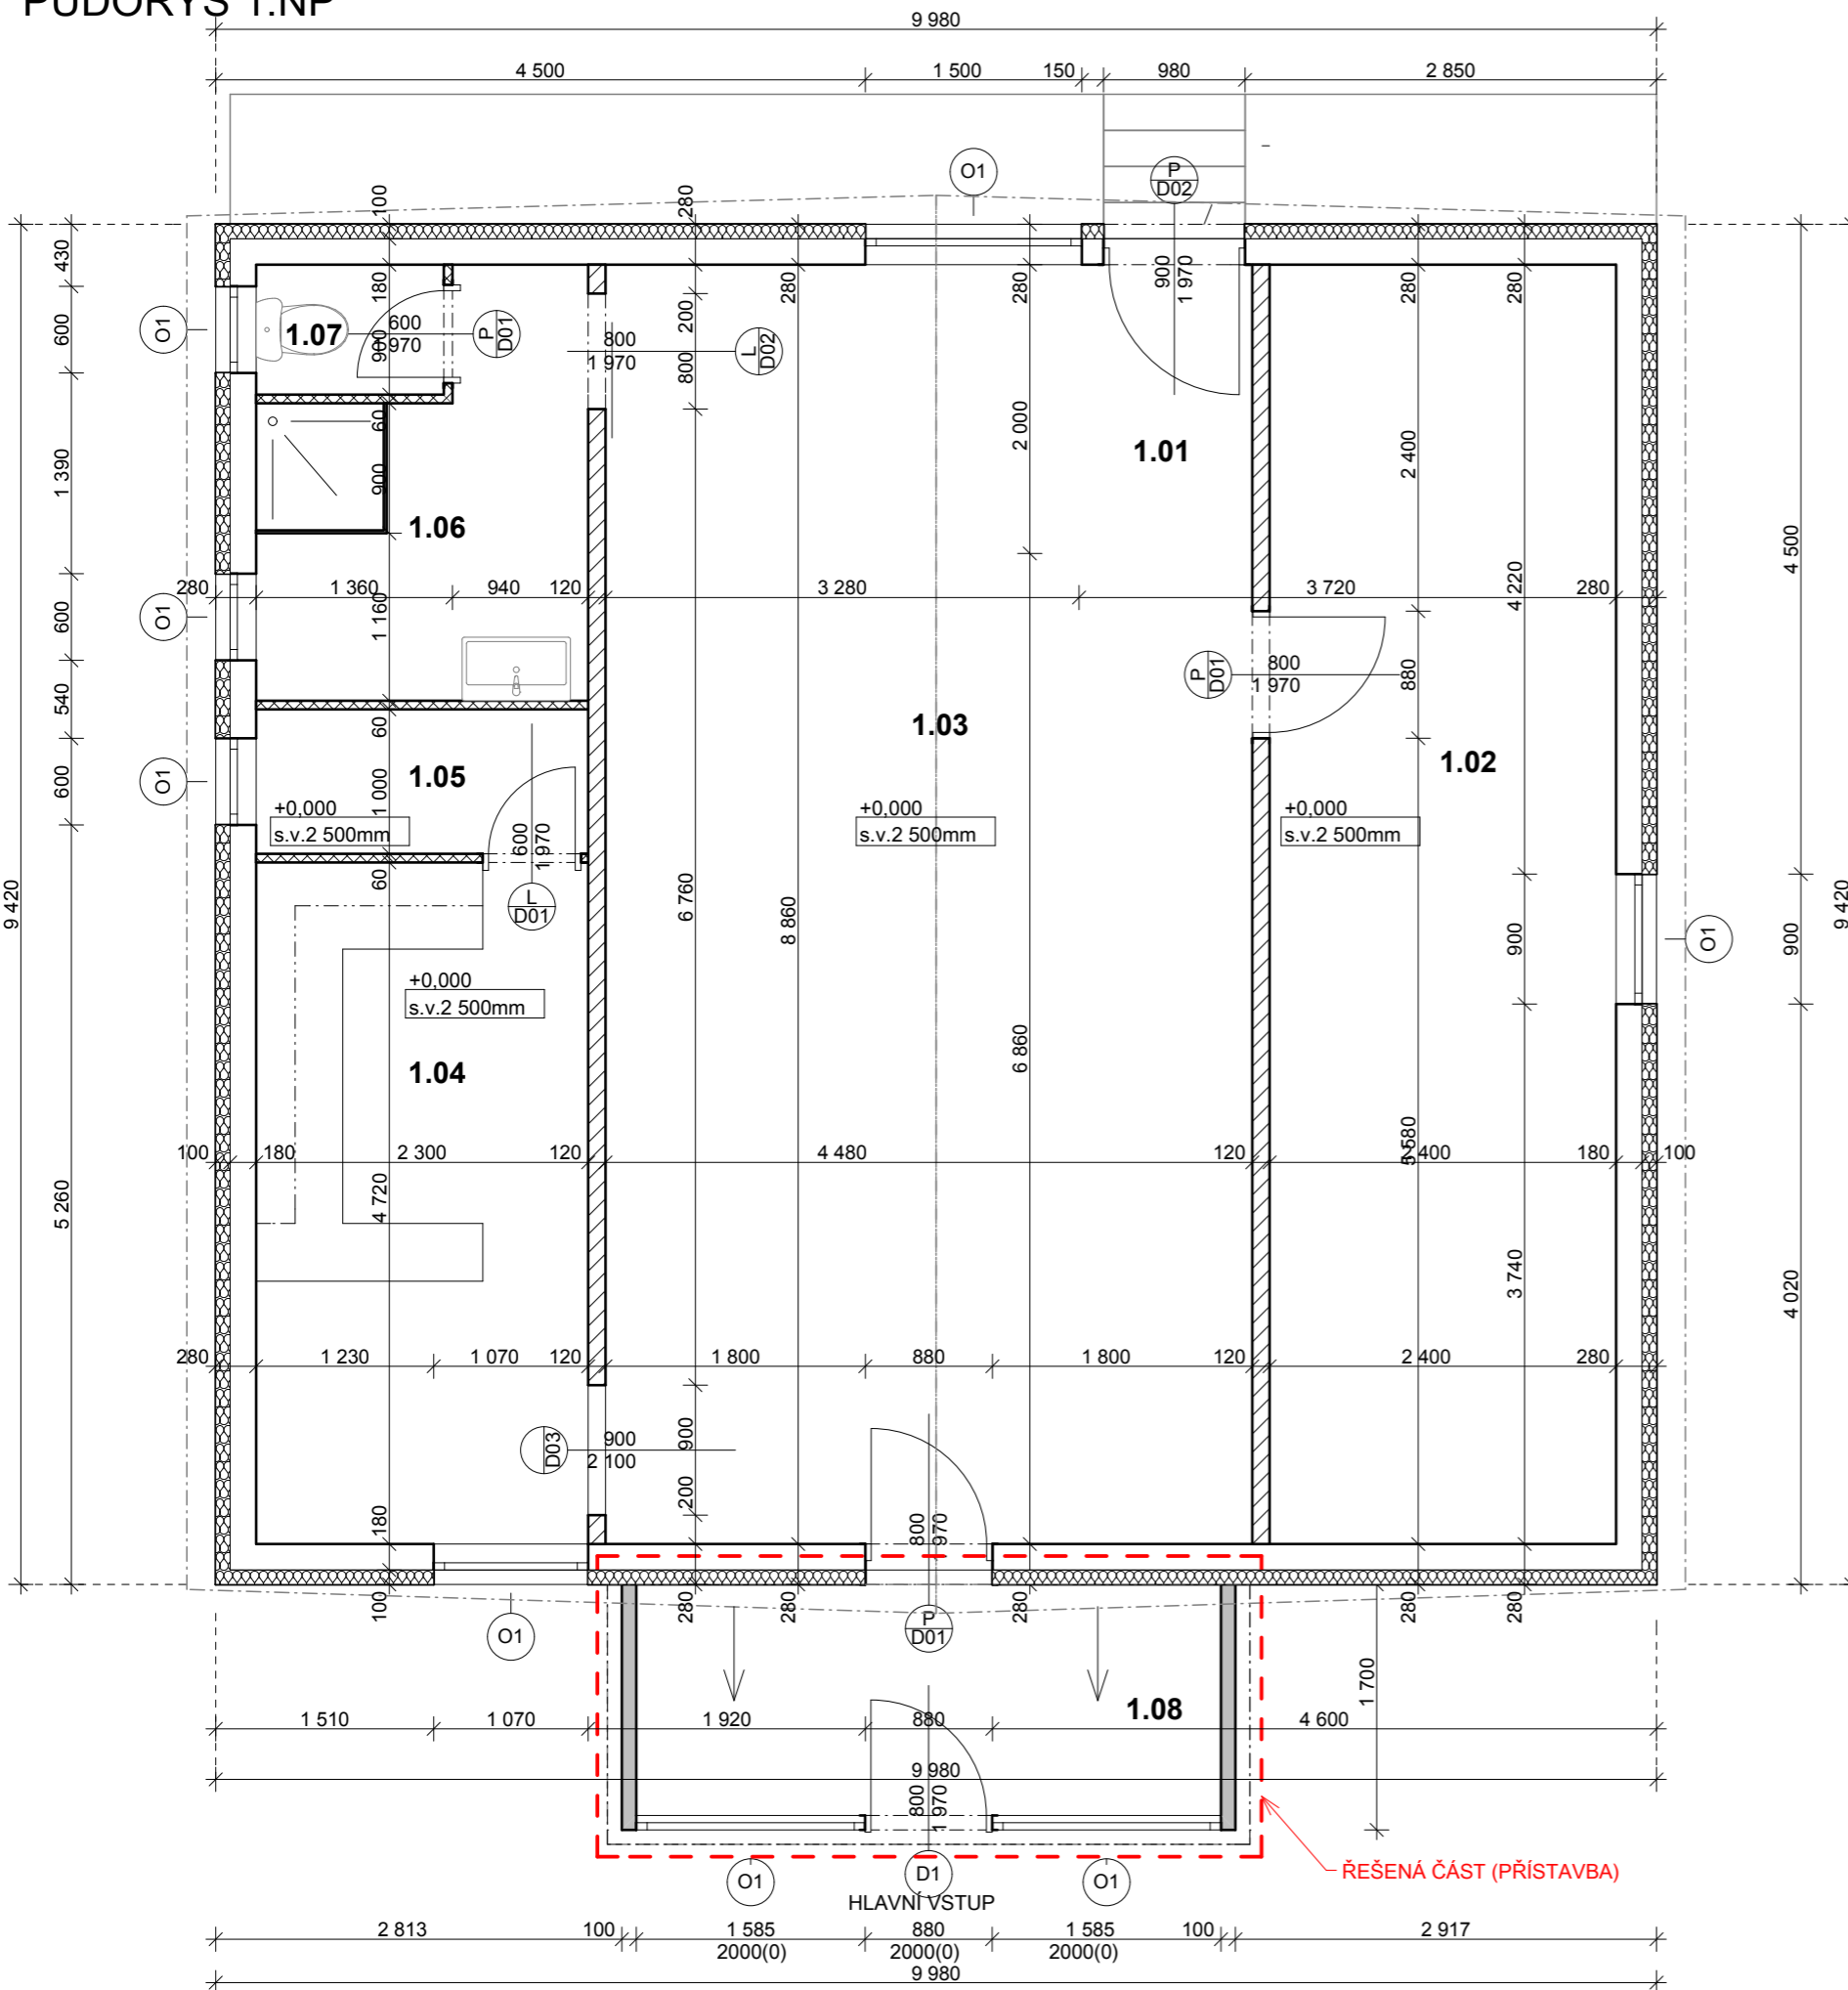 PŮDORYS 1.NP
9 980
4 500 1 500 150 980 2 850
O1
P
D02
100 280
430 180 200 280 280 900 1 970 280 280
O1 600 1.07 900 600 1 970 P D01 800 1 970 L D02 800
60 2 000 1.01 2 400
1 390 900 1.06 4 500
280 1 360 940 120 3 280 3 720 4 220 280
O1 600 1 160
540 60 1.03 P D01 800 1 970 880 1.02
O1 600 1.05 1 000
+0,000 +0,000 +0,000
s.v.2 500mm s.v.2 500mm s.v.2 500mm
600 1 970
60
L
D01
9 420 6 760 8 860 900 O1 900 9 420
+0,000
s.v.2 500mm
1.04 6 860
100 180 2 300 120 4 480 120 5 580 2 400 180 100
5 260 4 720 3 740 4 020
280 1 230 1 070 120 1 800 880 1 800 120 2 400 280
D03 900 2 100 900
180 200 800 970
100 280 280 280 280 280
O1
P
D01
1.08 1 700
1 510 1 070 1 920 880 4 600
9 980
800 1 970
ŘEŠENÁ ČÁST (PŘÍSTAVBA)
O1 D1 O1
HLAVNÍ VSTUP
2 813 100 1 585 880 1 585 100 2 917
2000(0) 2000(0) 2000(0)
9 980